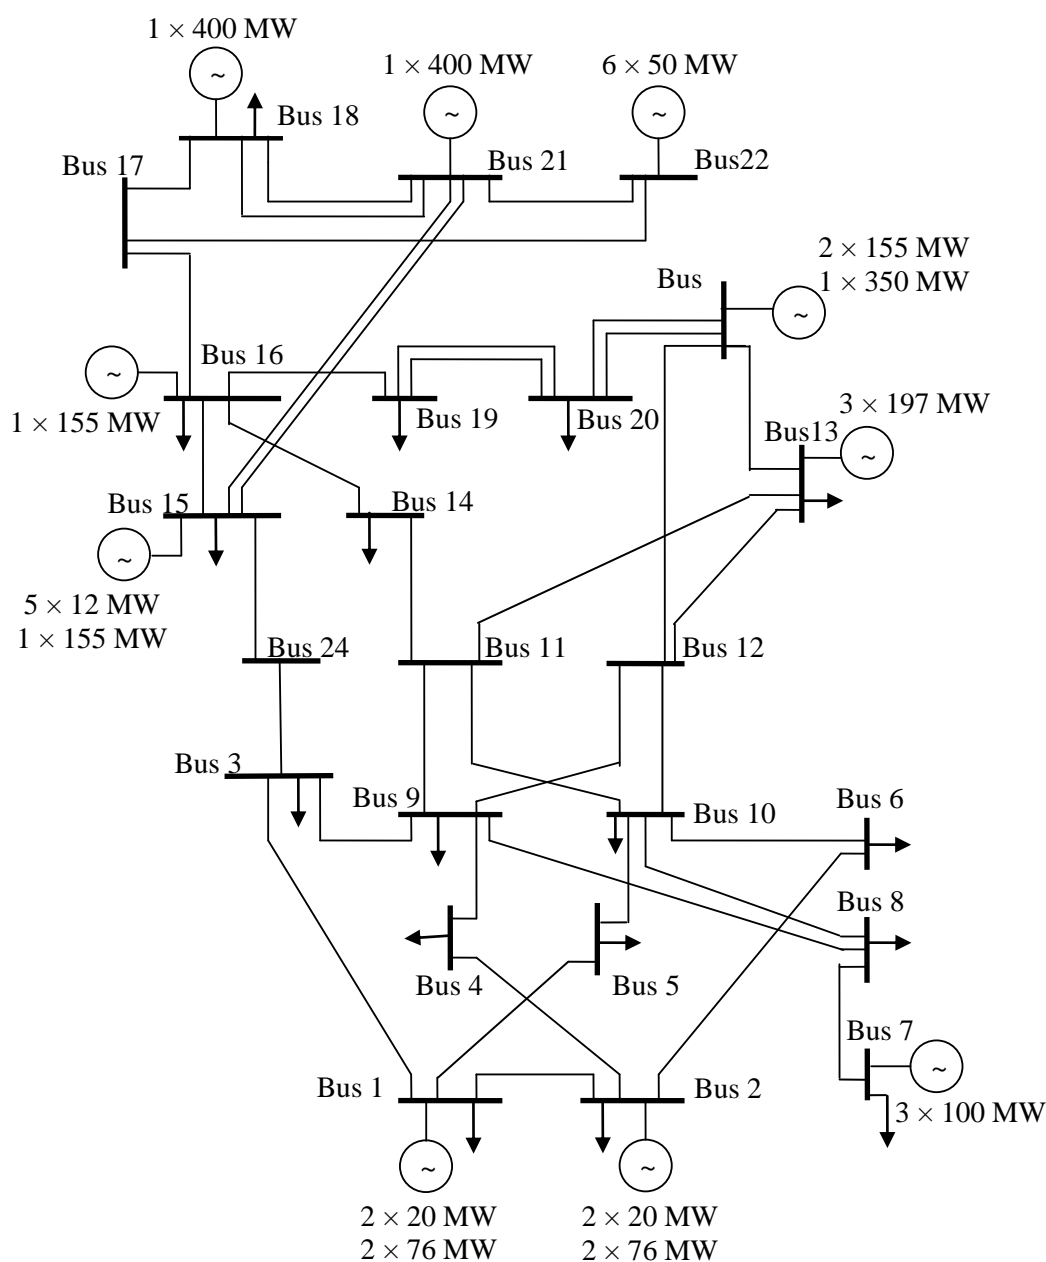 1 × 400 MW
1 × 400 MW
6 × 50 MW
~
~
~
Bus 18
Bus 17
Bus 21
Bus22
2 × 155 MW
1 × 350 MW
Bus
~
Bus 16
~
1 × 155 MW
Bus 19
Bus 20
3 × 197 MW
Bus13
~
Bus 15
Bus 14
~
5 × 12 MW
1 × 155 MW
Bus 24
Bus 11
Bus 12
Bus 3
Bus 9
Bus 10
Bus 6
Bus 8
Bus 4
Bus 5
Bus 7
~
3 × 100 MW
Bus 1
Bus 2
~
~
2 × 20 MW
2 × 76 MW
2 × 20 MW
2 × 76 MW